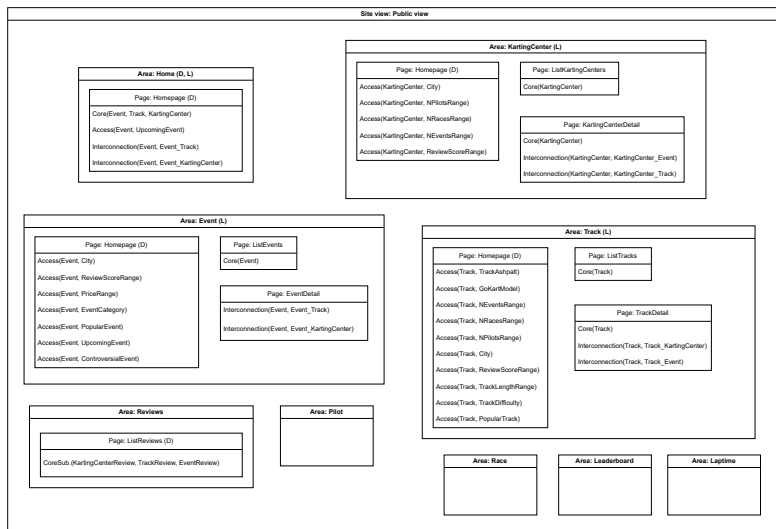 Site view: Public view
Area: Home (D, L)
Page: Homepage (D)
Core(Event, Track, KartingCenter)
Access(Event, UpcomingEvent)
Interconnection(Event, Event_Track)
Interconnection(Event, Event_KartingCenter)
Area: KartingCenter (L)
Page: Homepage (D)
Access(KartingCenter, City)
Access(KartingCenter, NPilotsRange)
Access(KartingCenter, NRacesRange)
Access(KartingCenter, NEventsRange)
Access(KartingCenter, ReviewScoreRange)
Page: ListKartingCenters
Core(KartingCenter)
Page: KartingCenterDetail
Core(KartingCenter)
Interconnection(KartingCenter, KartingCenter_Event)
Interconnection(KartingCenter, KartingCenter_Track)
Area: Event (L)
Page: Homepage (D)
Access(Event, City)
Access(Event, ReviewScoreRange)
Access(Event, PriceRange)
Access(Event, EventCategory)
Access(Event, PopularEvent)
Access(Event, UpcomingEvent)
Access(Event, ControversialEvent)
Page: ListEvents
Core(Event)
Page: EventDetail
Interconnection(Event, Event_Track)
Interconnection(Event, Event_KartingCenter)
Area: Track (L)
Page: Homepage (D)
Access(Track, TrackAshpalt)
Access(Track, GoKartModel)
Access(Track, NEventsRange)
Access(Track, NRacesRange)
Access(Track, NPilotsRange)
Access(Track, City)
Access(Track, ReviewScoreRange)
Access(Track, TrackLengthRange)
Access(Track, TrackDifficulty)
Access(Track, PopularTrack)
Page: ListTracks
Core(Track)
Page: TrackDetail
Core(Track)
Interconnection(Track, Track_KartingCenter)
Interconnection(Track, Track_Event)
Area: Reviews
Page: ListReviews (D)
CoreSub.(KartingCenterReview, TrackReview, EventReview)
Area: Pilot
Area: Race
Area: Leaderboard
Area: Laptime